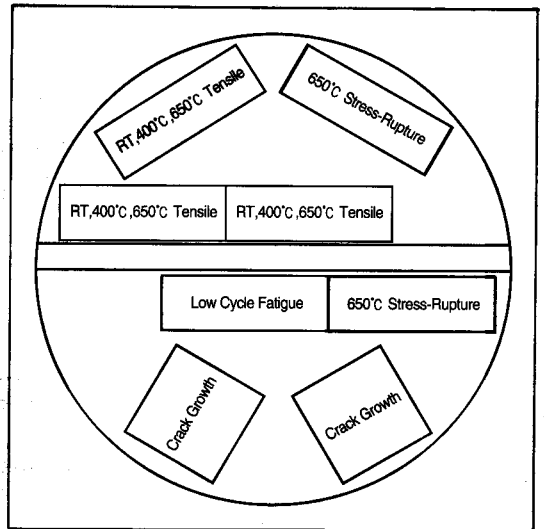 RT,400°C,650°C Tensile
650°C Stress-Rupture
RT,400°C,650°C Tensile
RT,400°C,650°C Tensile
Low Cycle Fatigue
650°C Stress-Rupture
Crack Growth
Crack Growth